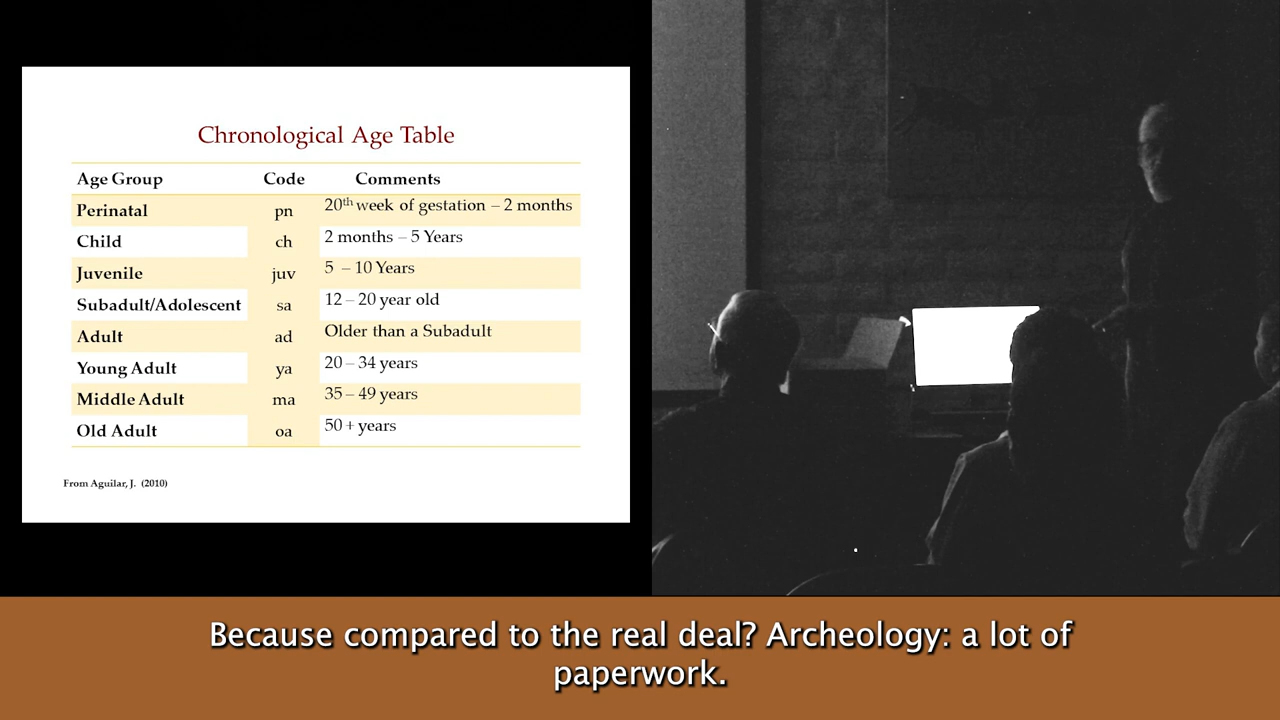 Chronological Age Table
Age Group Code Comments
Perinatal pn 20th week of gestation – 2 months
Child ch 2 months – 5 Years
Juvenile juv 5 – 10 Years
Subadult/Adolescent sa 12 – 20 year old
Adult ad Older than a Subadult
Young Adult ya 20 – 34 years
Middle Adult ma 35 – 49 years
Old Adult oa 50 + years
From Aguilar, J. (2010)
Because compared to the real deal? Archeology: a lot of
paperwork.